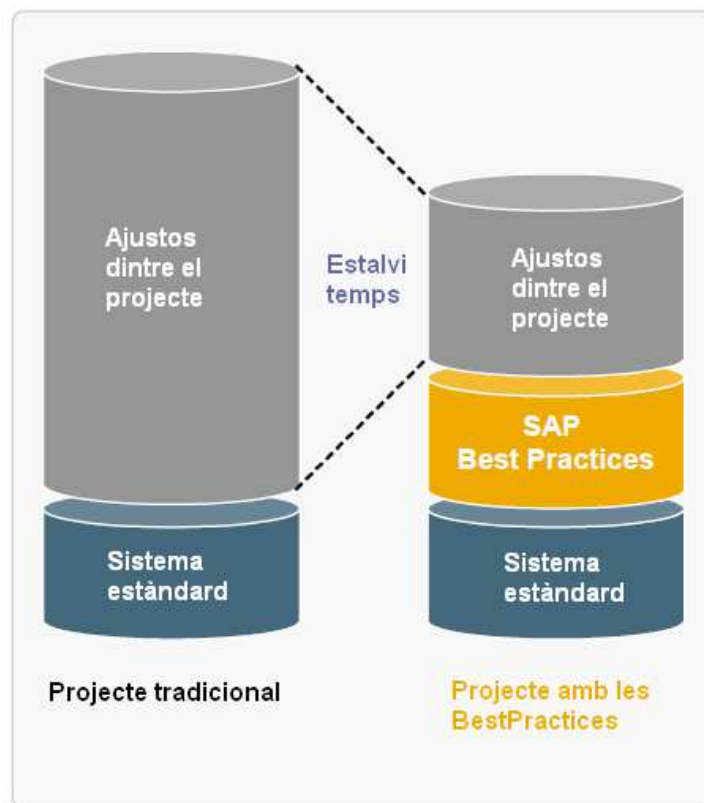 Ajustos
dintre el
projecte
Estalvi
temps
Ajustos
dintre el
projecte
SAP
Best Practices
Sistema
estàndard
Sistema
estàndard
Projecte tradicional
Projecte amb les
BestPractices